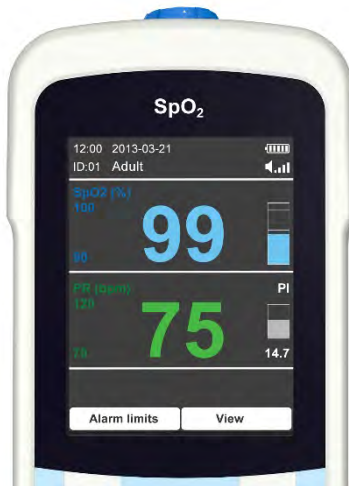 SpO2
12:00 2013-03-21
ID:01 Adult
SpO2 (%)
100
99
90
PR (bpm)
PI
120
75
14.7
Alarm limits View